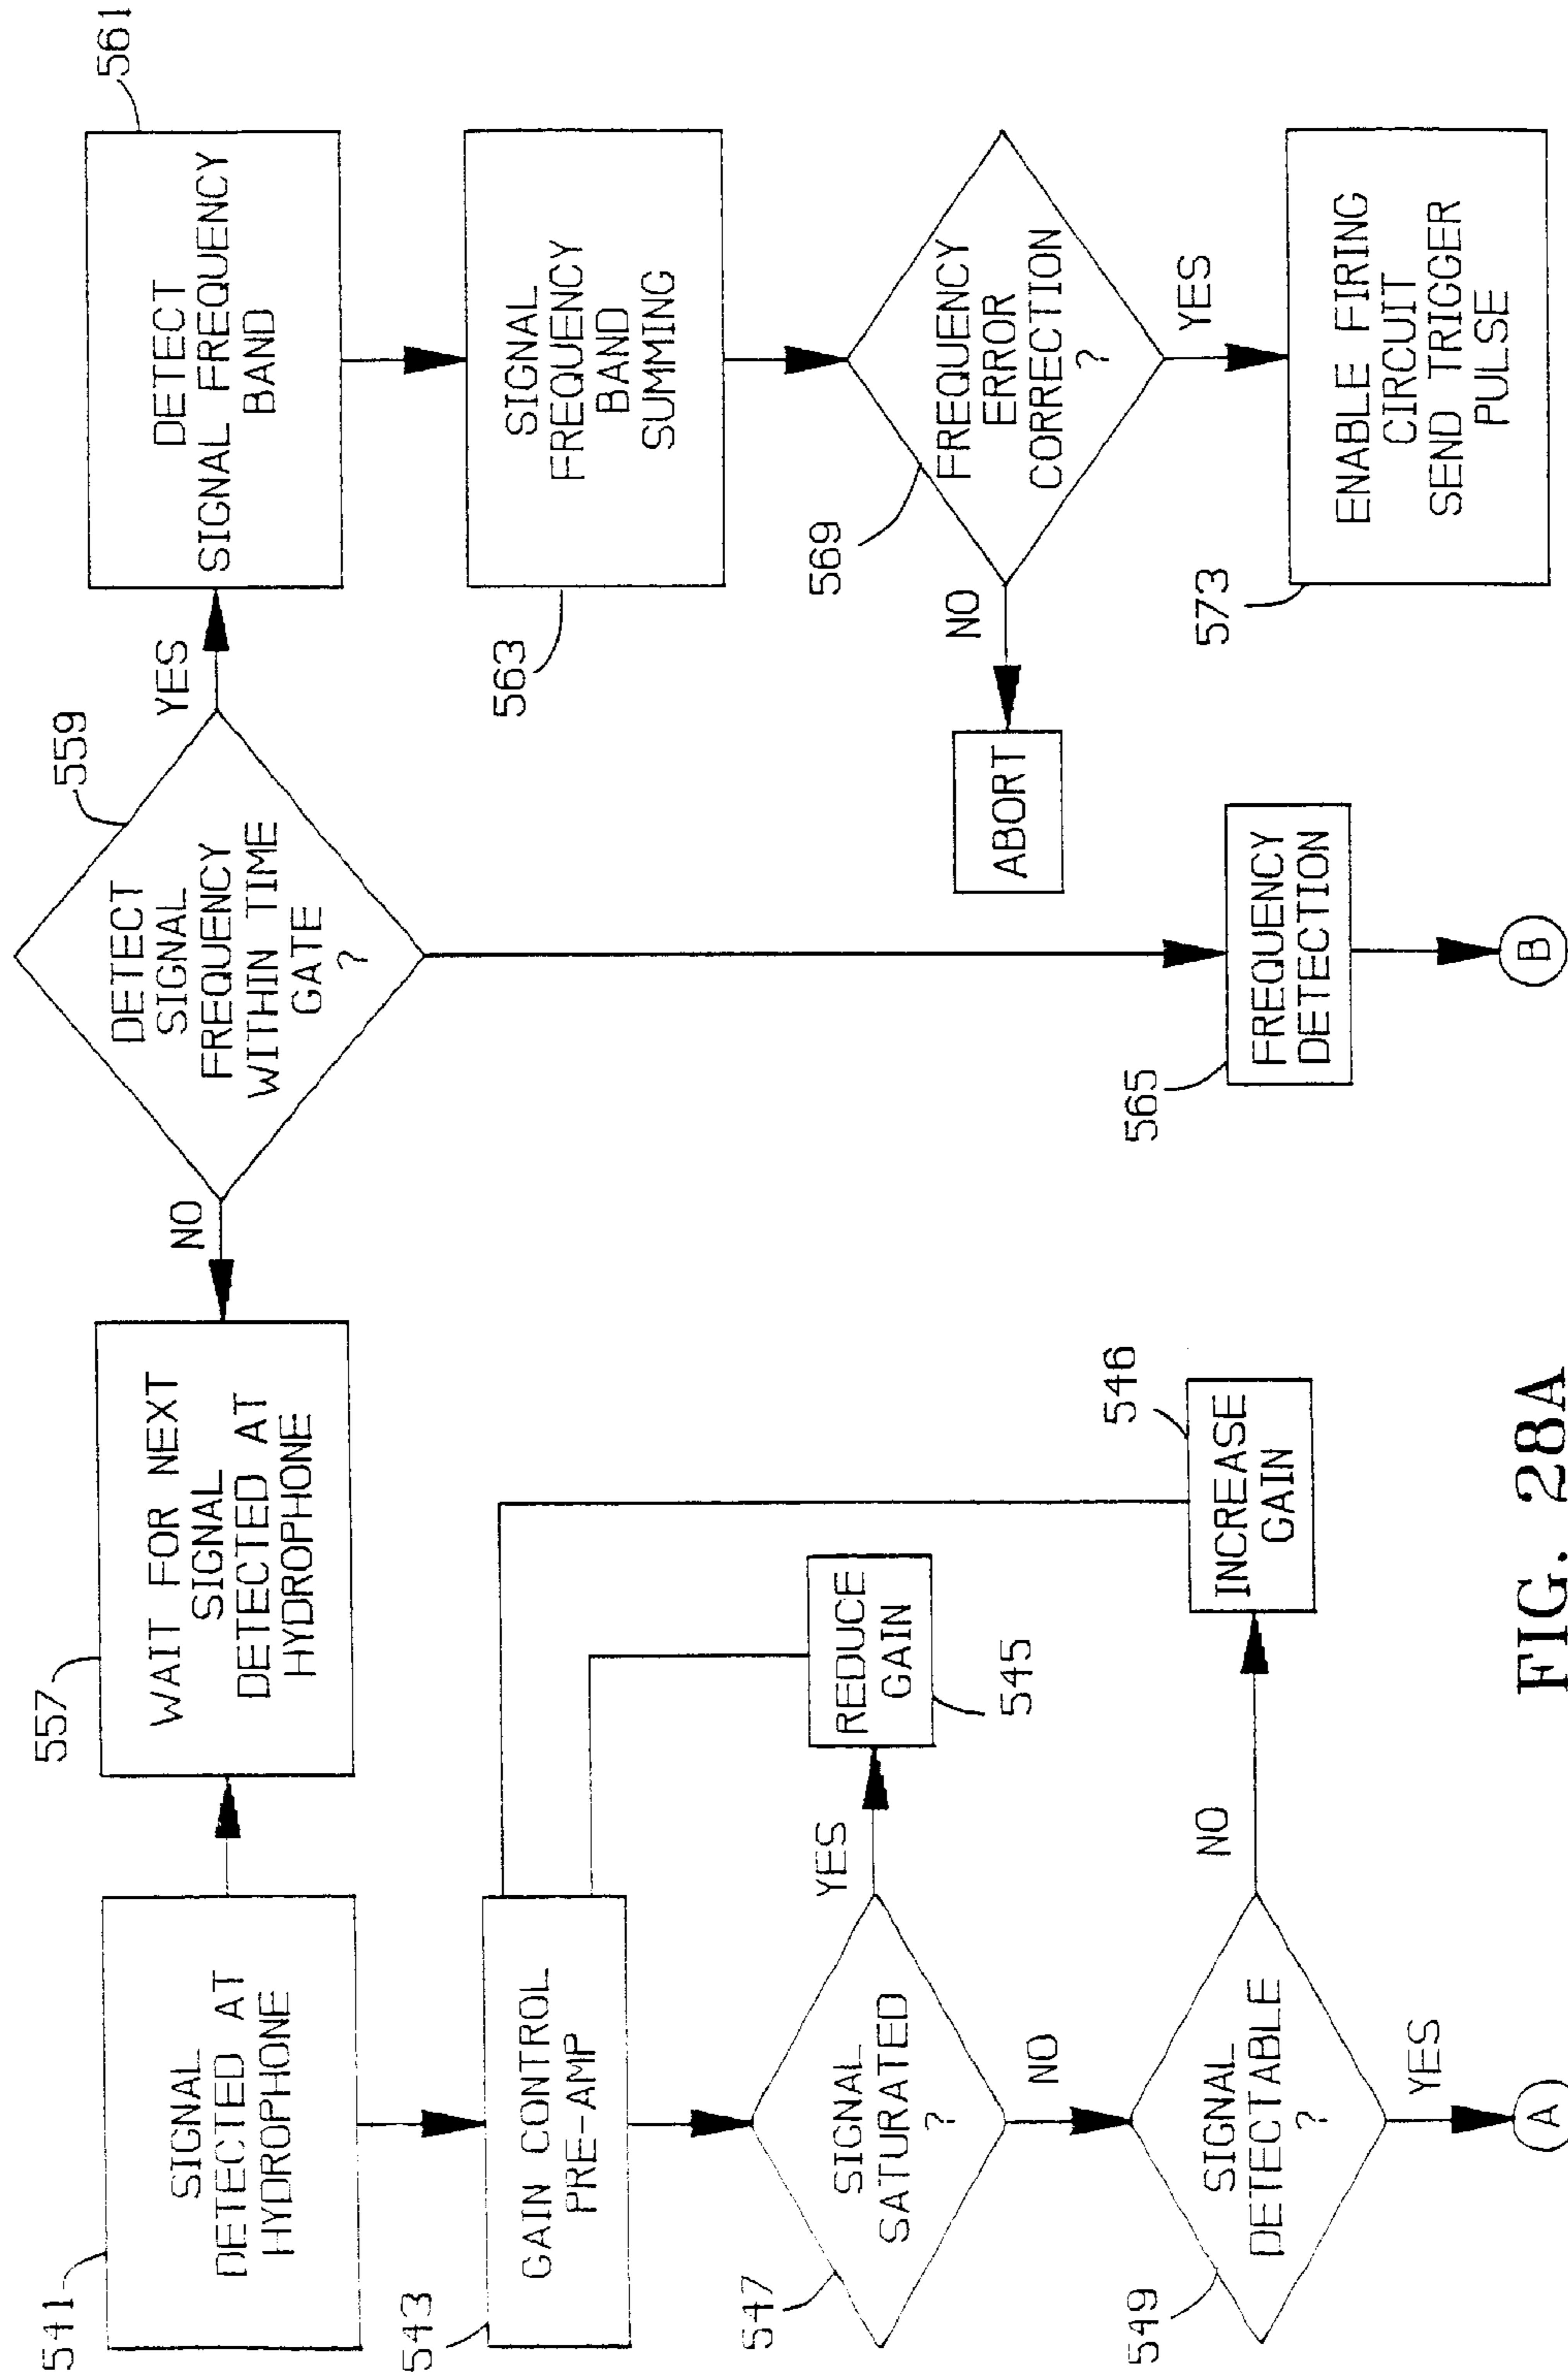 541
SIGNAL
DETECTED AT
HYDROPHONE
557
WAIT FOR NEXT
SIGNAL
DETECTED AT
HYDROPHONE
NO
559
DETECT
SIGNAL
FREQUENCY
WITHIN TIME
GATE
?
YES
561
DETECT
SIGNAL FREQUENCY
BAND
543
GAIN CONTROL
PRE-AMP
563
SIGNAL
FREQUENCY
BAND
SUMMING
547
SIGNAL
SATURATED
?
YES
REDUCE
GAIN
545
NO
569
FREQUENCY
ERROR
CORRECTION
?
NO
ABORT
YES
549
SIGNAL
DETECTABLE
?
NO
546
INCREASE
GAIN
YES
A
565
FREQUENCY
DETECTION
B
573
ENABLE FIRING
CIRCUIT
SEND TRIGGER
PULSE
FIG. 28A